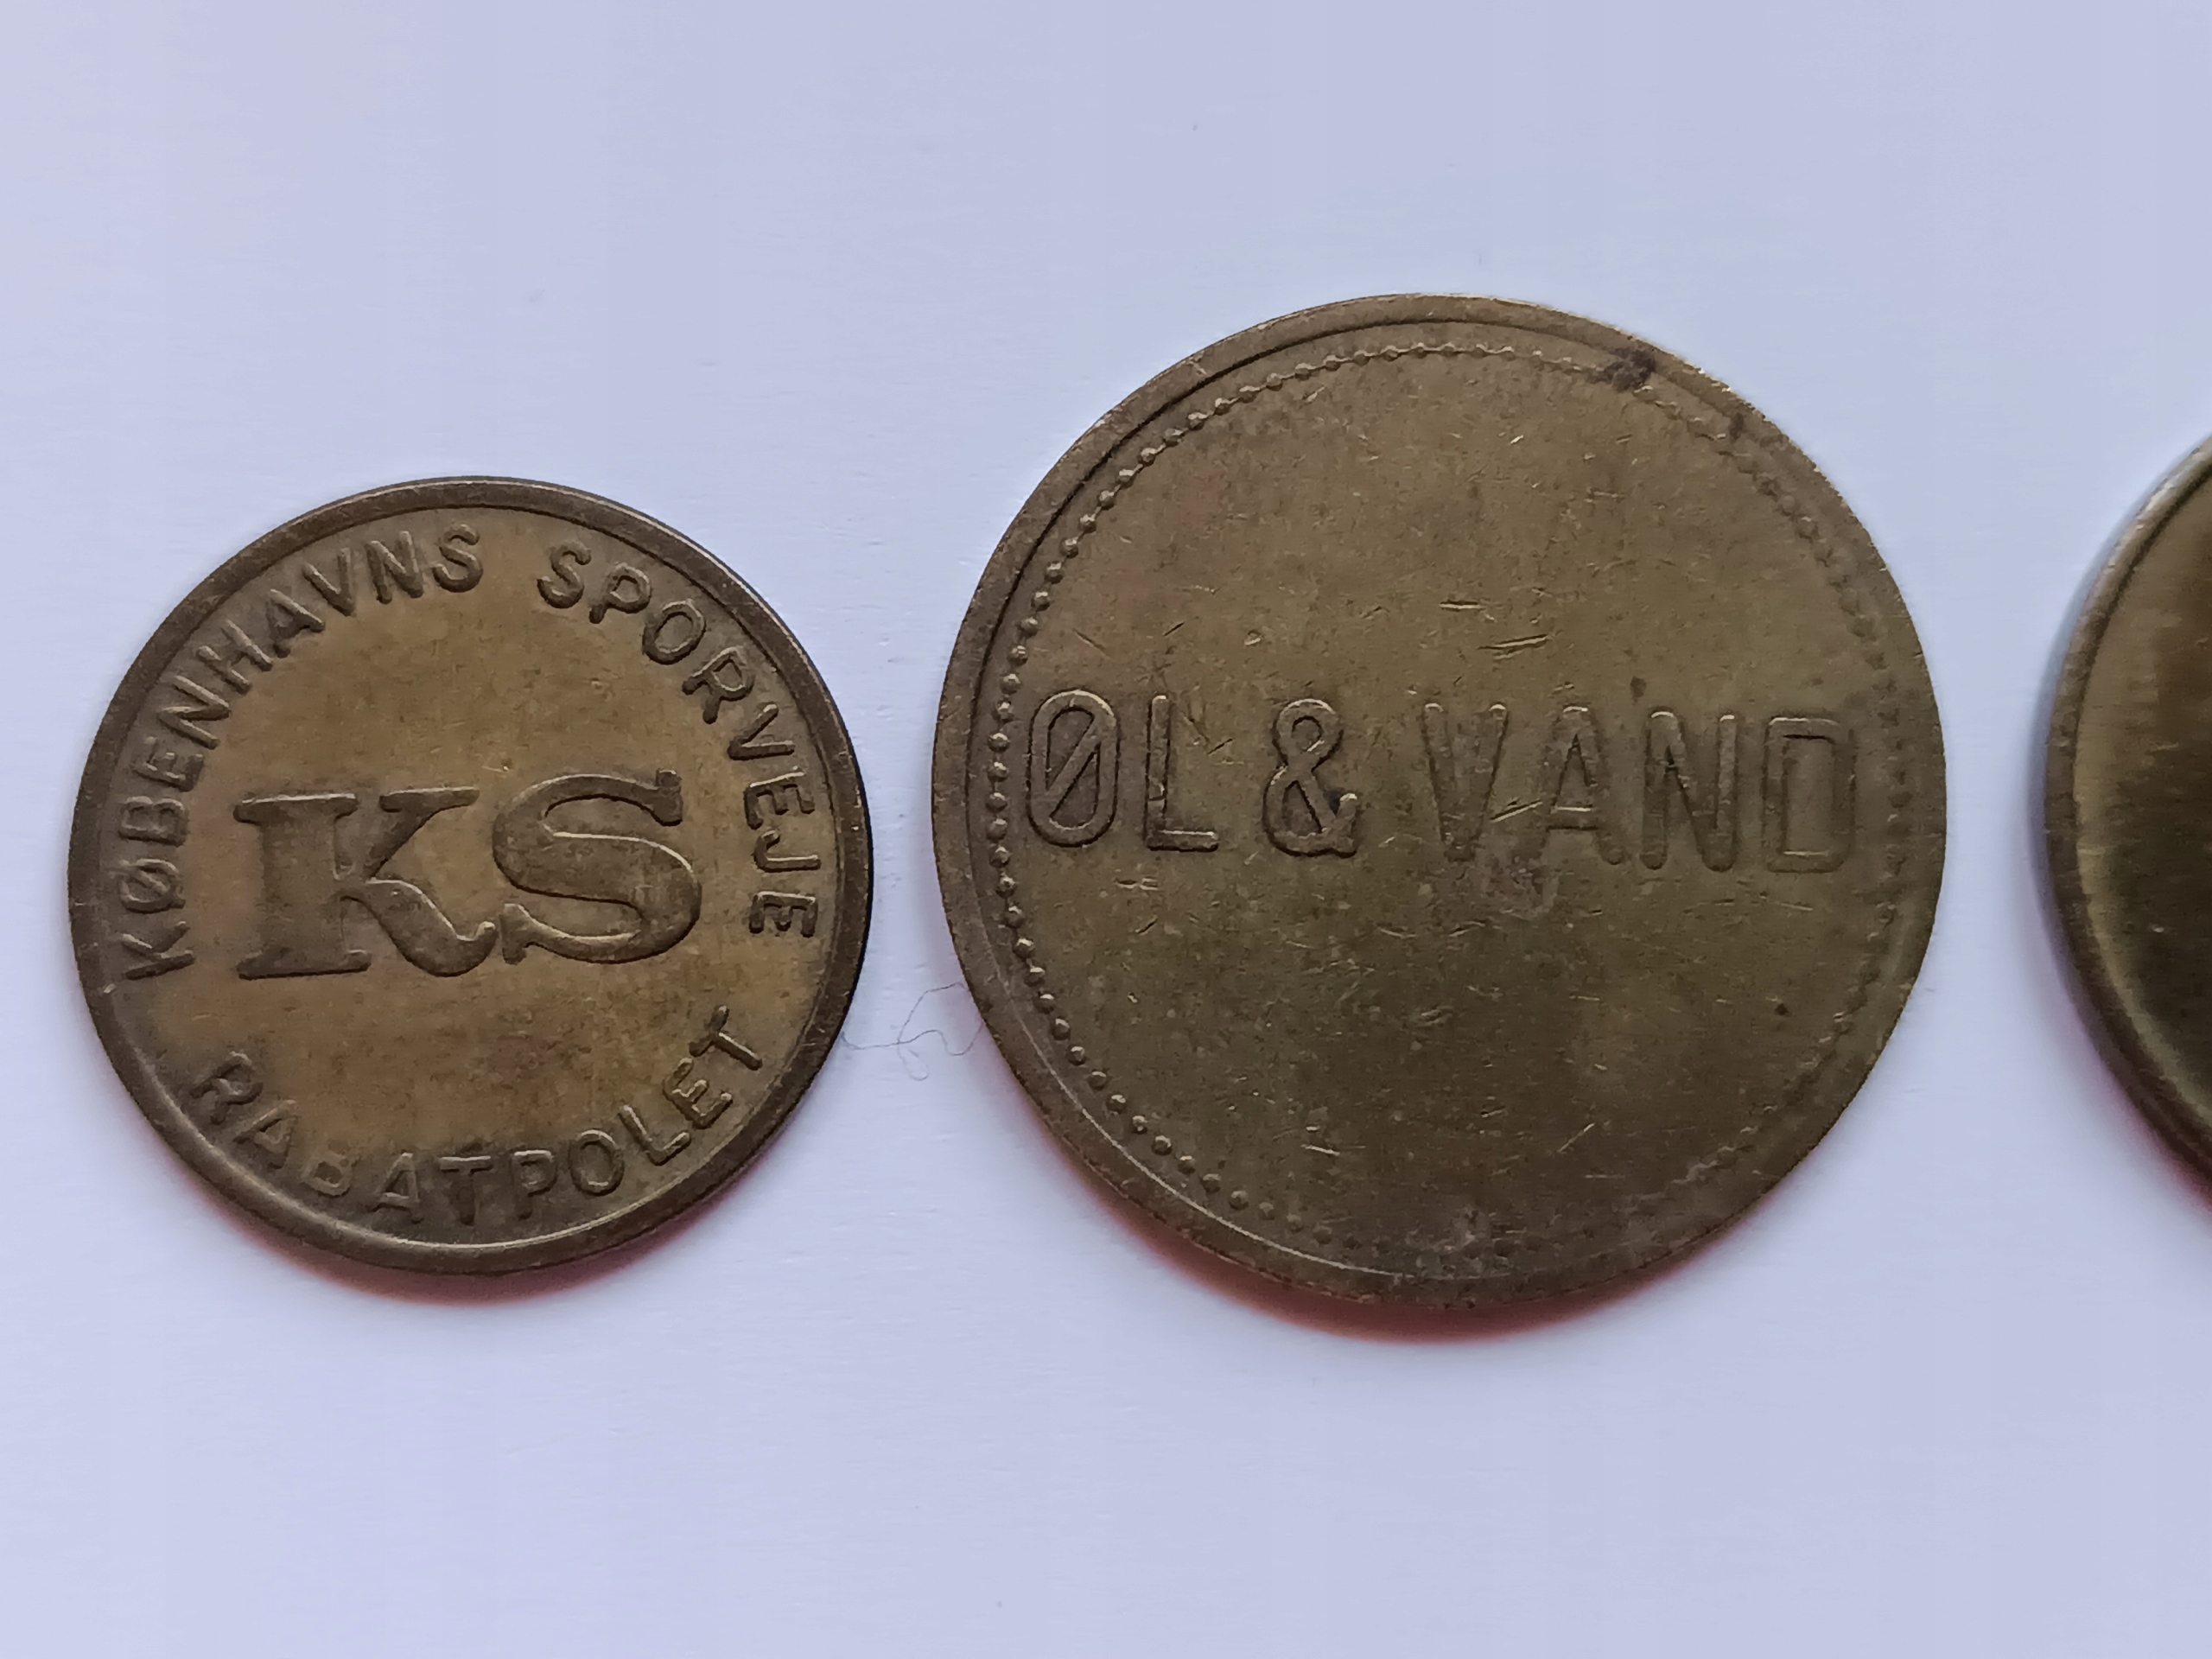 KØBENHAVNS SPORVEJE
KS
RABATPOLET
ØL & VAND